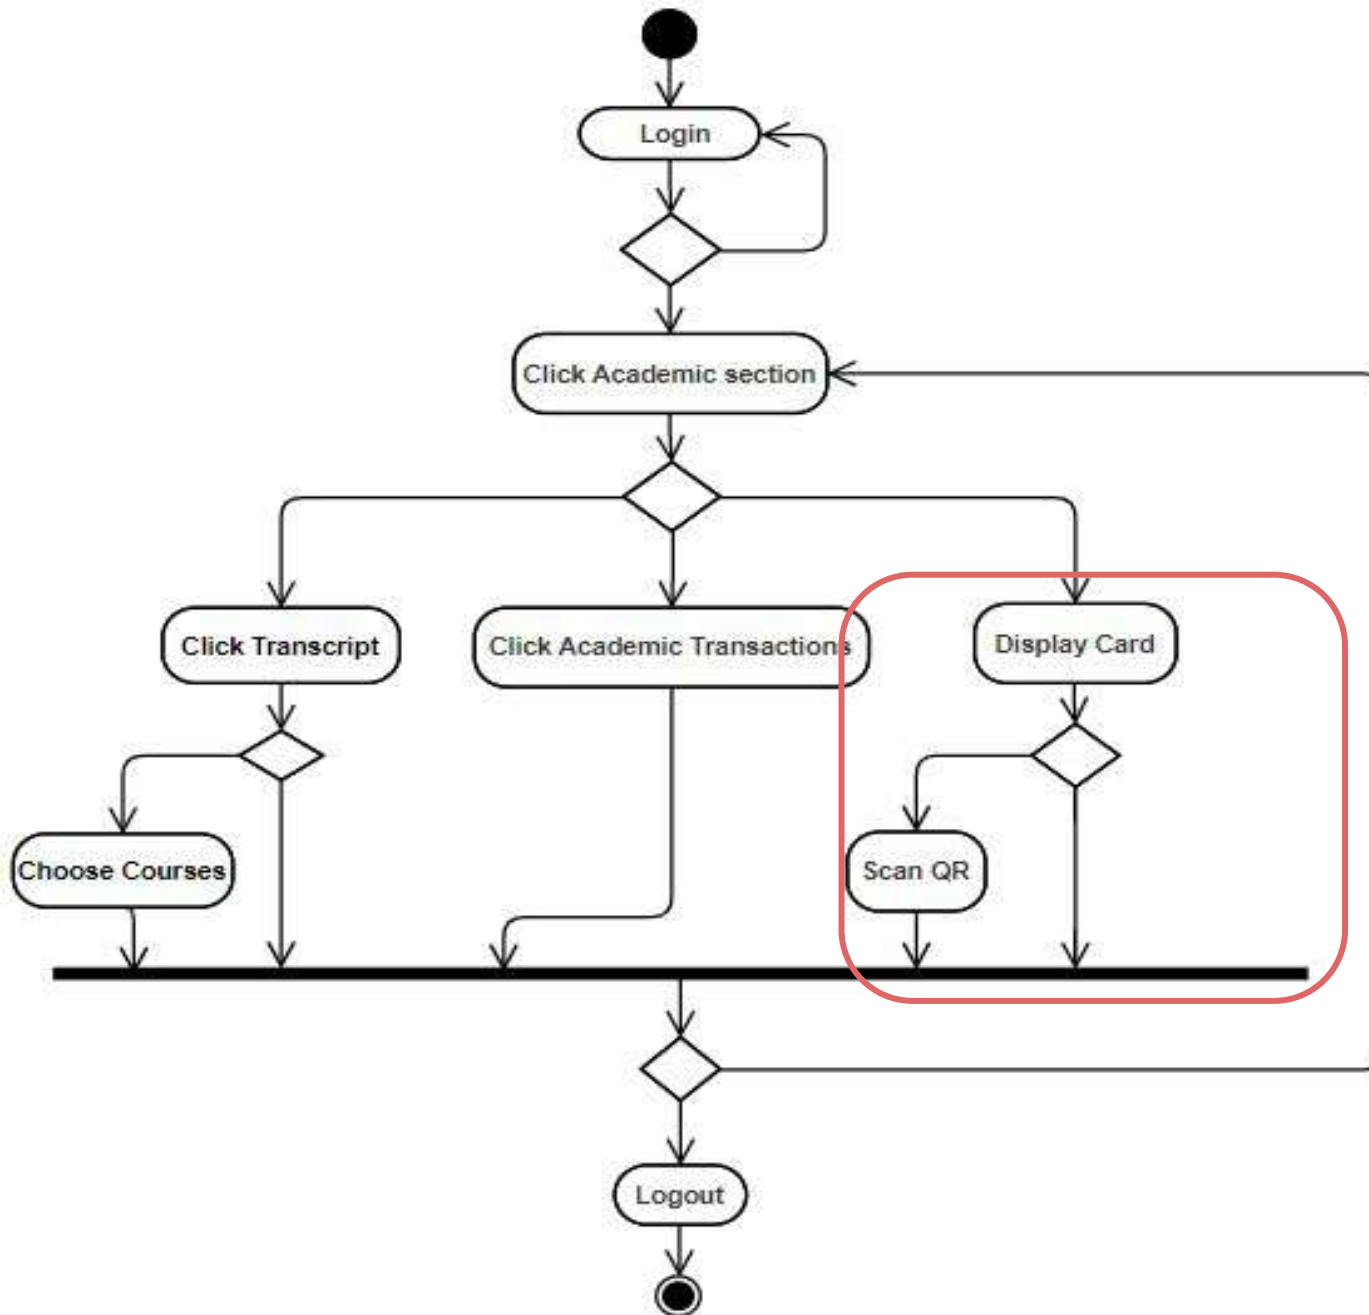 Login
Click Academic section
Click Transcript
Click Academic Transactions
Display Card
Choose Courses
Scan QR
Logout